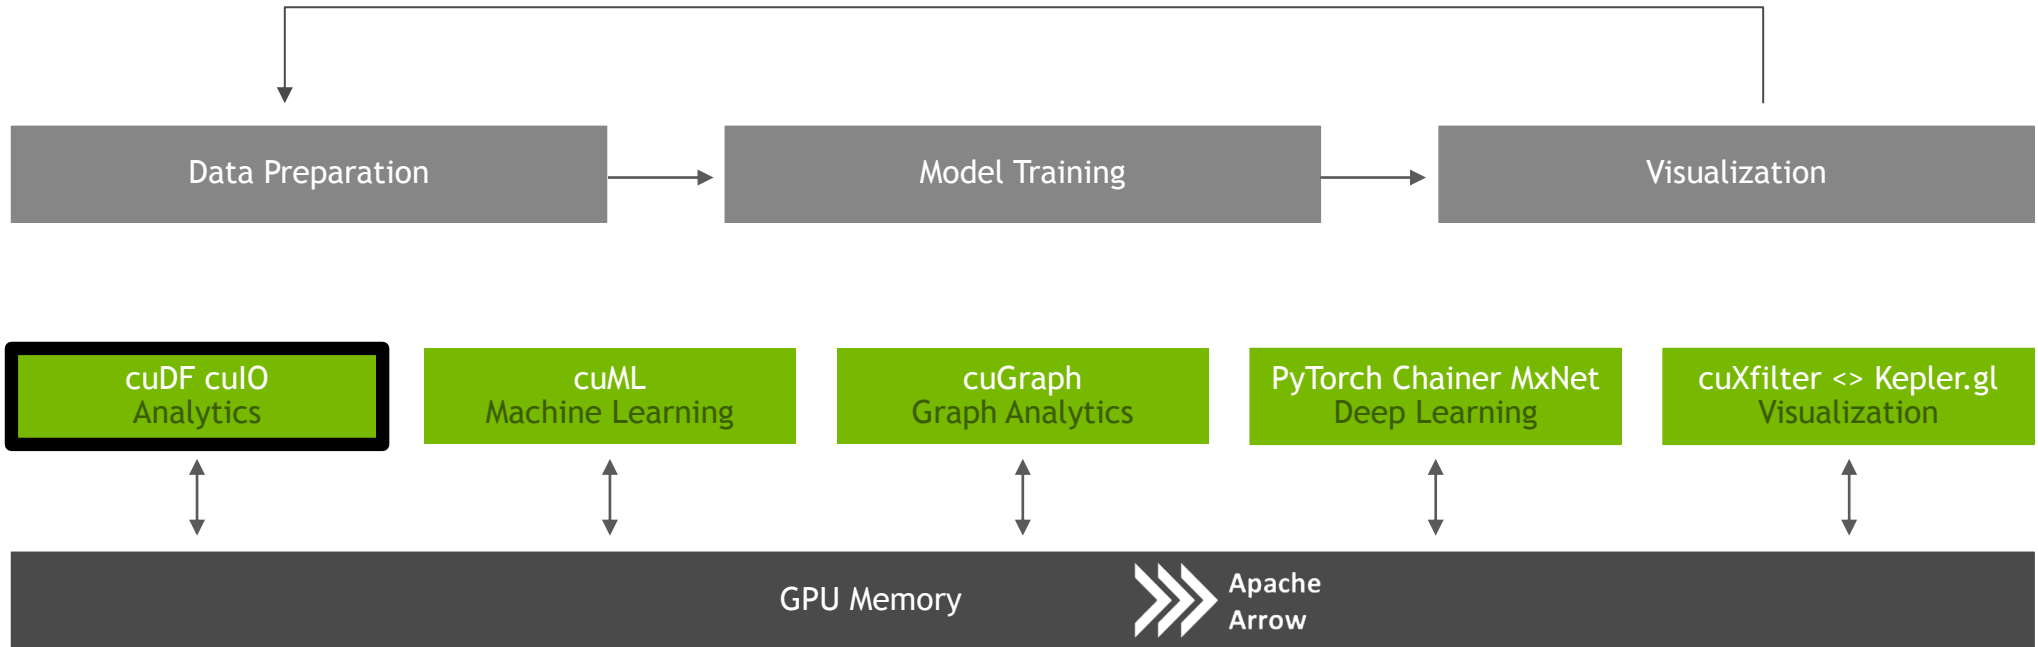 Data Preparation
Model Training
Visualization
cuDF cuIO
Analytics
cuML
Machine Learning
cuGraph
Graph Analytics
PyTorch Chainer MxNet
Deep Learning
cuXfilter <> Kepler.gl
Visualization
GPU Memory
Apache
Arrow